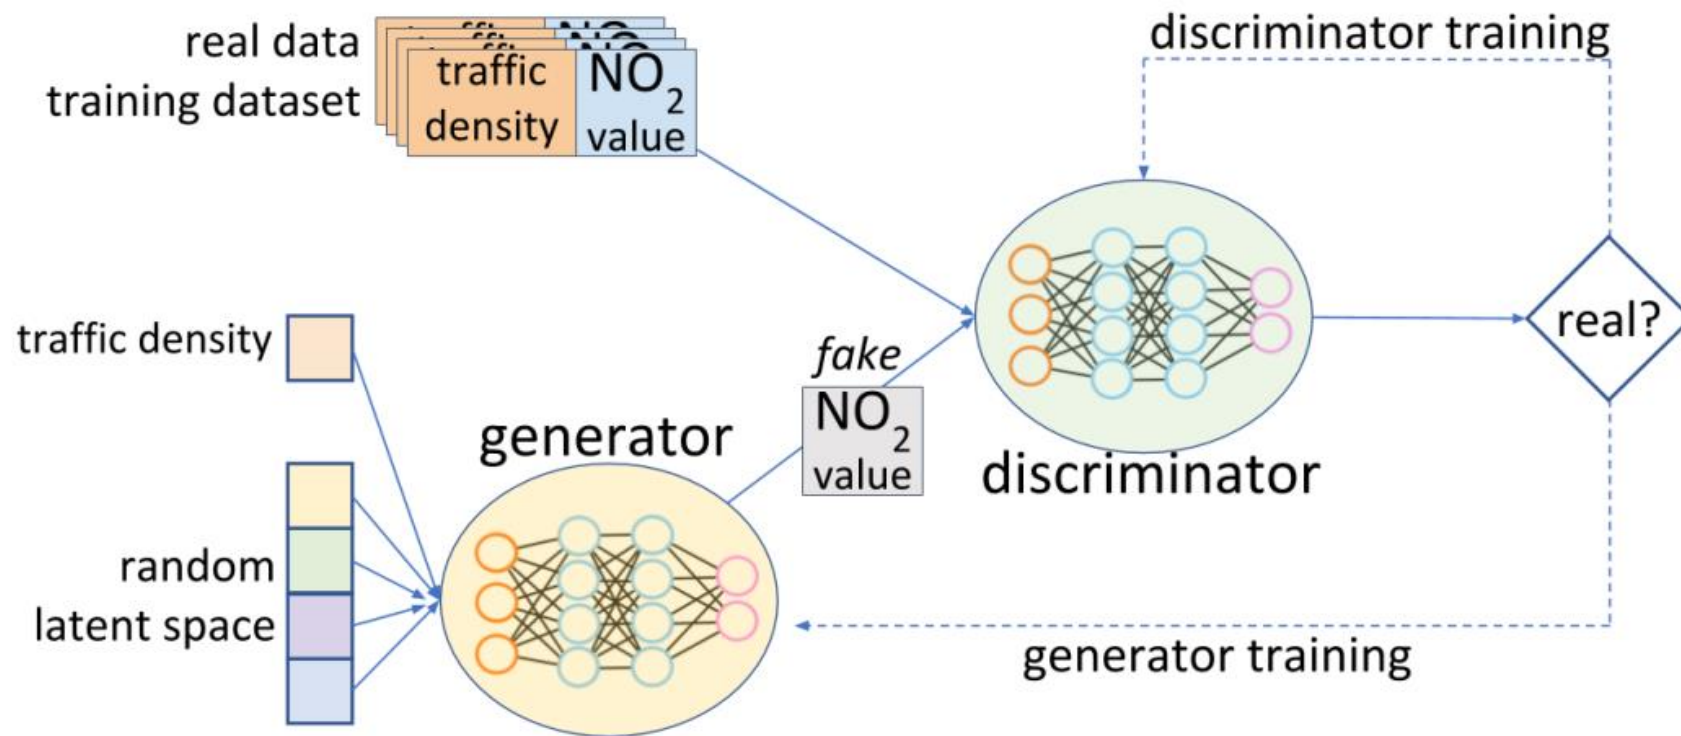 real data
training dataset
traffic
density
NO2
value
discriminator training
traffic density
fake
NO2
value
real?
generator
discriminator
random
latent space
generator training